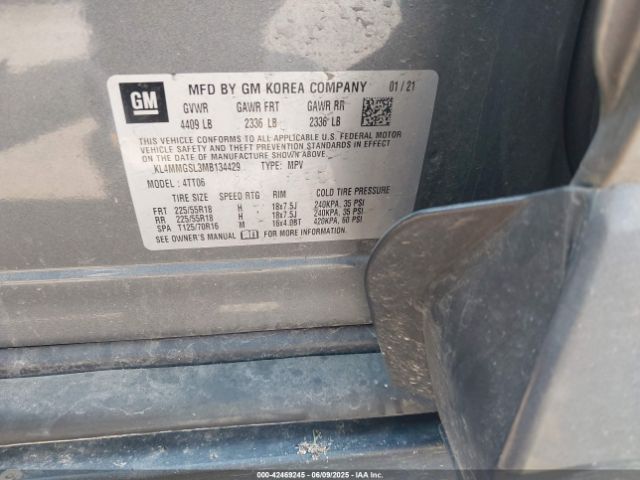 GM
MFD BY GM KOREA COMPANY 01/21
GVWR GAWR FRT GAWR RR
4409 LB 2336 LB 2336 LB
THIS VEHICLE CONFORMS TO ALL APPLICABLE U.S. FEDERAL MOTOR
VEHICLE SAFETY AND THEFT PREVENTION STANDARDS IN EFFECT ON THE
DATE OF MANUFACTURE SHOWN ABOVE.
KL4MMGSL3MB134429 TYPE: MPV
MODEL: 4TT06
TIRE SIZE SPEED RTG RIM COLD TIRE PRESSURE
FRT 225/55R18 H 18x7.5J 240KPA, 35 PSI
RR 225/55R18 H 18x7.5J 240KPA, 35 PSI
SPA T125/70R16 M 16x4.0BT 420KPA, 60 PSI
SEE OWNER'S MANUAL FOR MORE INFORMATION.
000-42469245 - 06/09/2025 - IAAI - Copyright © 2025 IAA, Inc.